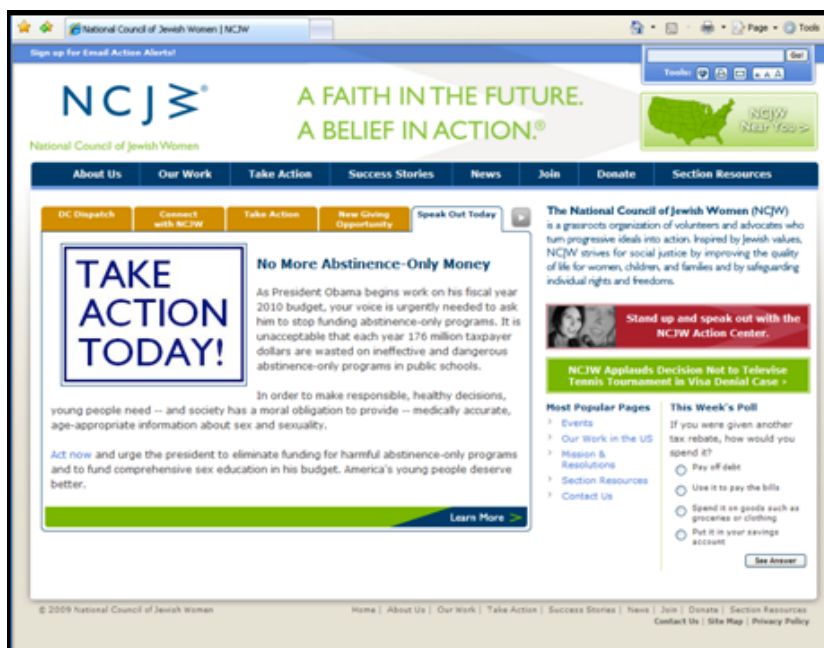 National Council of Jewish Women | NCJW
Page
Tools
Sign up for Email Action Alerts!
Go!
Tools:
A A A
NCJW®
National Council of Jewish Women
A FAITH IN THE FUTURE.
A BELIEF IN ACTION.®
NCJW
Near You >
About Us
Our Work
Take Action
Success Stories
News
Join
Donate
Section Resources
DC Dispatch
Connect
with NCJW
Take Action
New Giving
Opportunity
Speak Out Today
TAKE
ACTION
TODAY!
No More Abstinence-Only Money
As President Obama begins work on his fiscal year
2010 budget, your voice is urgently needed to ask
him to stop funding abstinence-only programs. It is
unacceptable that each year 176 million taxpayer
dollars are wasted on ineffective and dangerous
abstinence-only programs in public schools.
In order to make responsible, healthy decisions,
young people need -- and society has a moral obligation to provide -- medically accurate,
age-appropriate information about sex and sexuality.
Act now and urge the president to eliminate funding for harmful abstinence-only programs
and to fund comprehensive sex education in his budget. America's young people deserve
better.
Learn More >
The National Council of Jewish Women (NCJW)
is a grassroots organization of volunteers and advocates who
turn progressive ideals into action. Inspired by Jewish values,
NCJW strives for social justice by improving the quality
of life for women, children, and families and by safeguarding
individual rights and freedoms.
Stand up and speak out with the
NCJW Action Center.
NCJW Applauds Decision Not to Televise
Tennis Tournament in Visa Denial Case >
Most Popular Pages
Events
Our Work in the US
Mission &
Resolutions
Section Resources
Contact Us
This Week's Poll
If you were given another
tax rebate, how would you
spend it?
Pay off debt
Use it to pay the bills
Spend it on goods such as
groceries or clothing
Put it in your savings
account
See Answer
© 2009 National Council of Jewish Women
Home | About Us | Our Work | Take Action | Success Stories | News | Join | Donate | Section Resources
Contact Us | Site Map | Privacy Policy